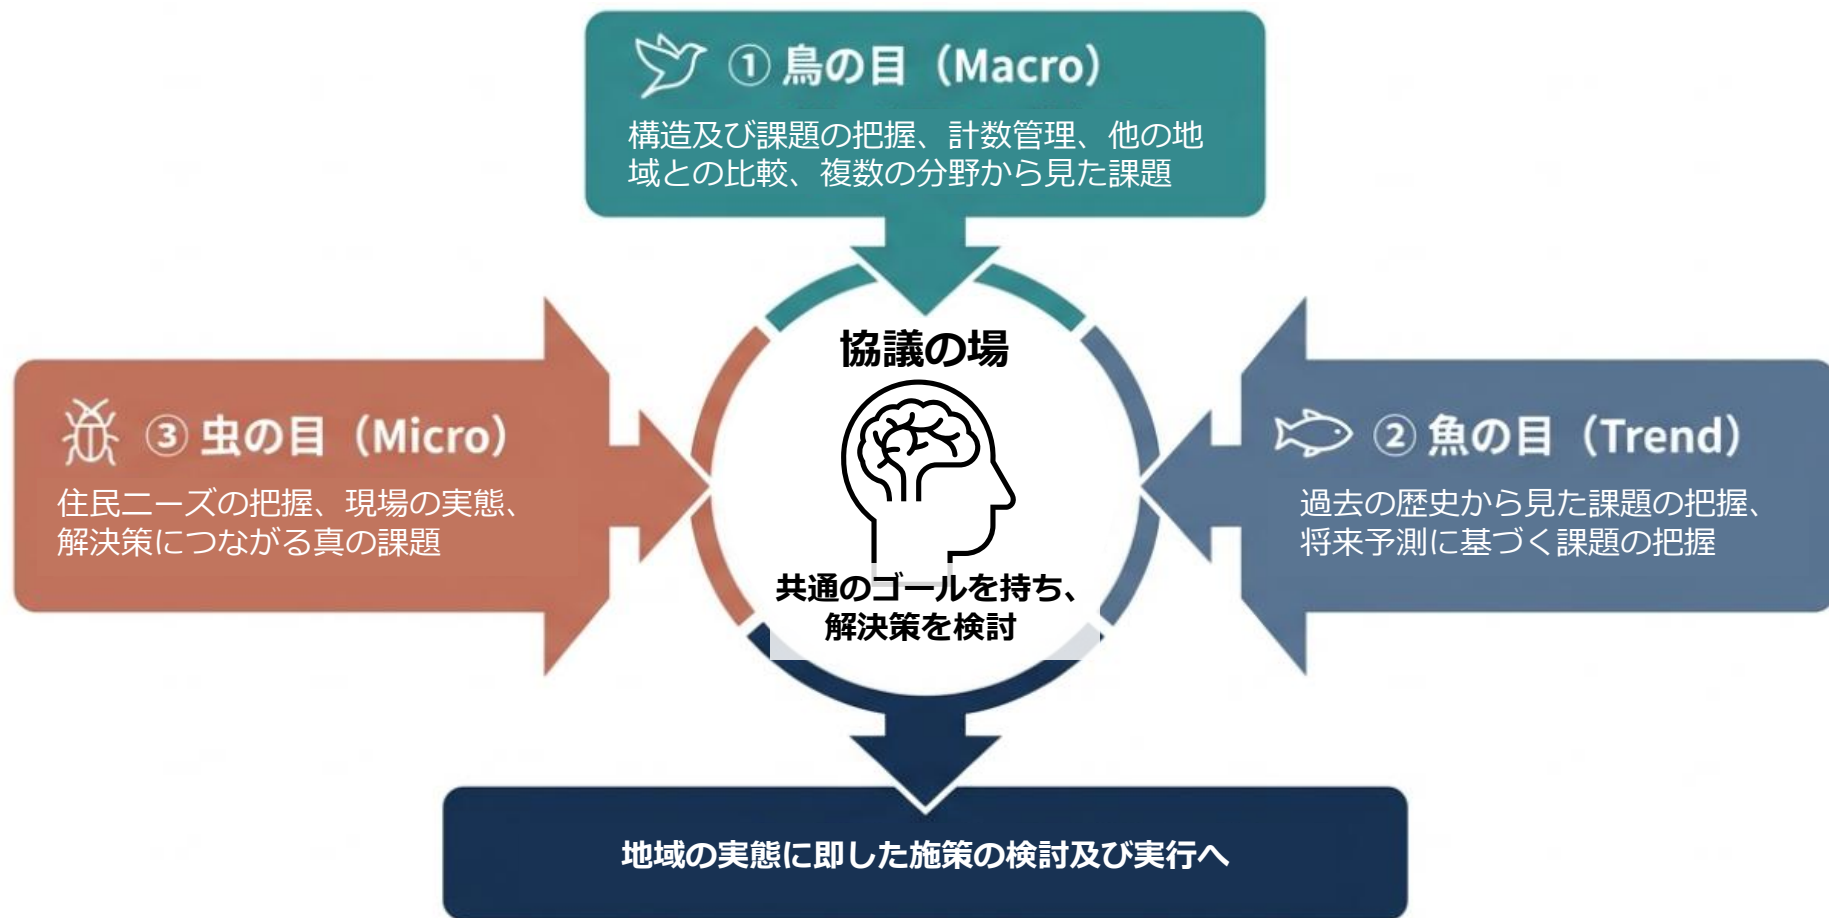 ① 鳥の目（Macro）
構造及び課題の把握、計数管理、他の地
域との比較、複数の分野から見た課題
協議の場
③ 虫の目（Micro）
住民ニーズの把握、現場の実態、
解決策につながる真の課題
② 魚の目（Trend）
過去の歴史から見た課題の把握、
将来予測に基づく課題の把握
共通のゴールを持ち、
解決策を検討
地域の実態に即した施策の検討及び実行へ